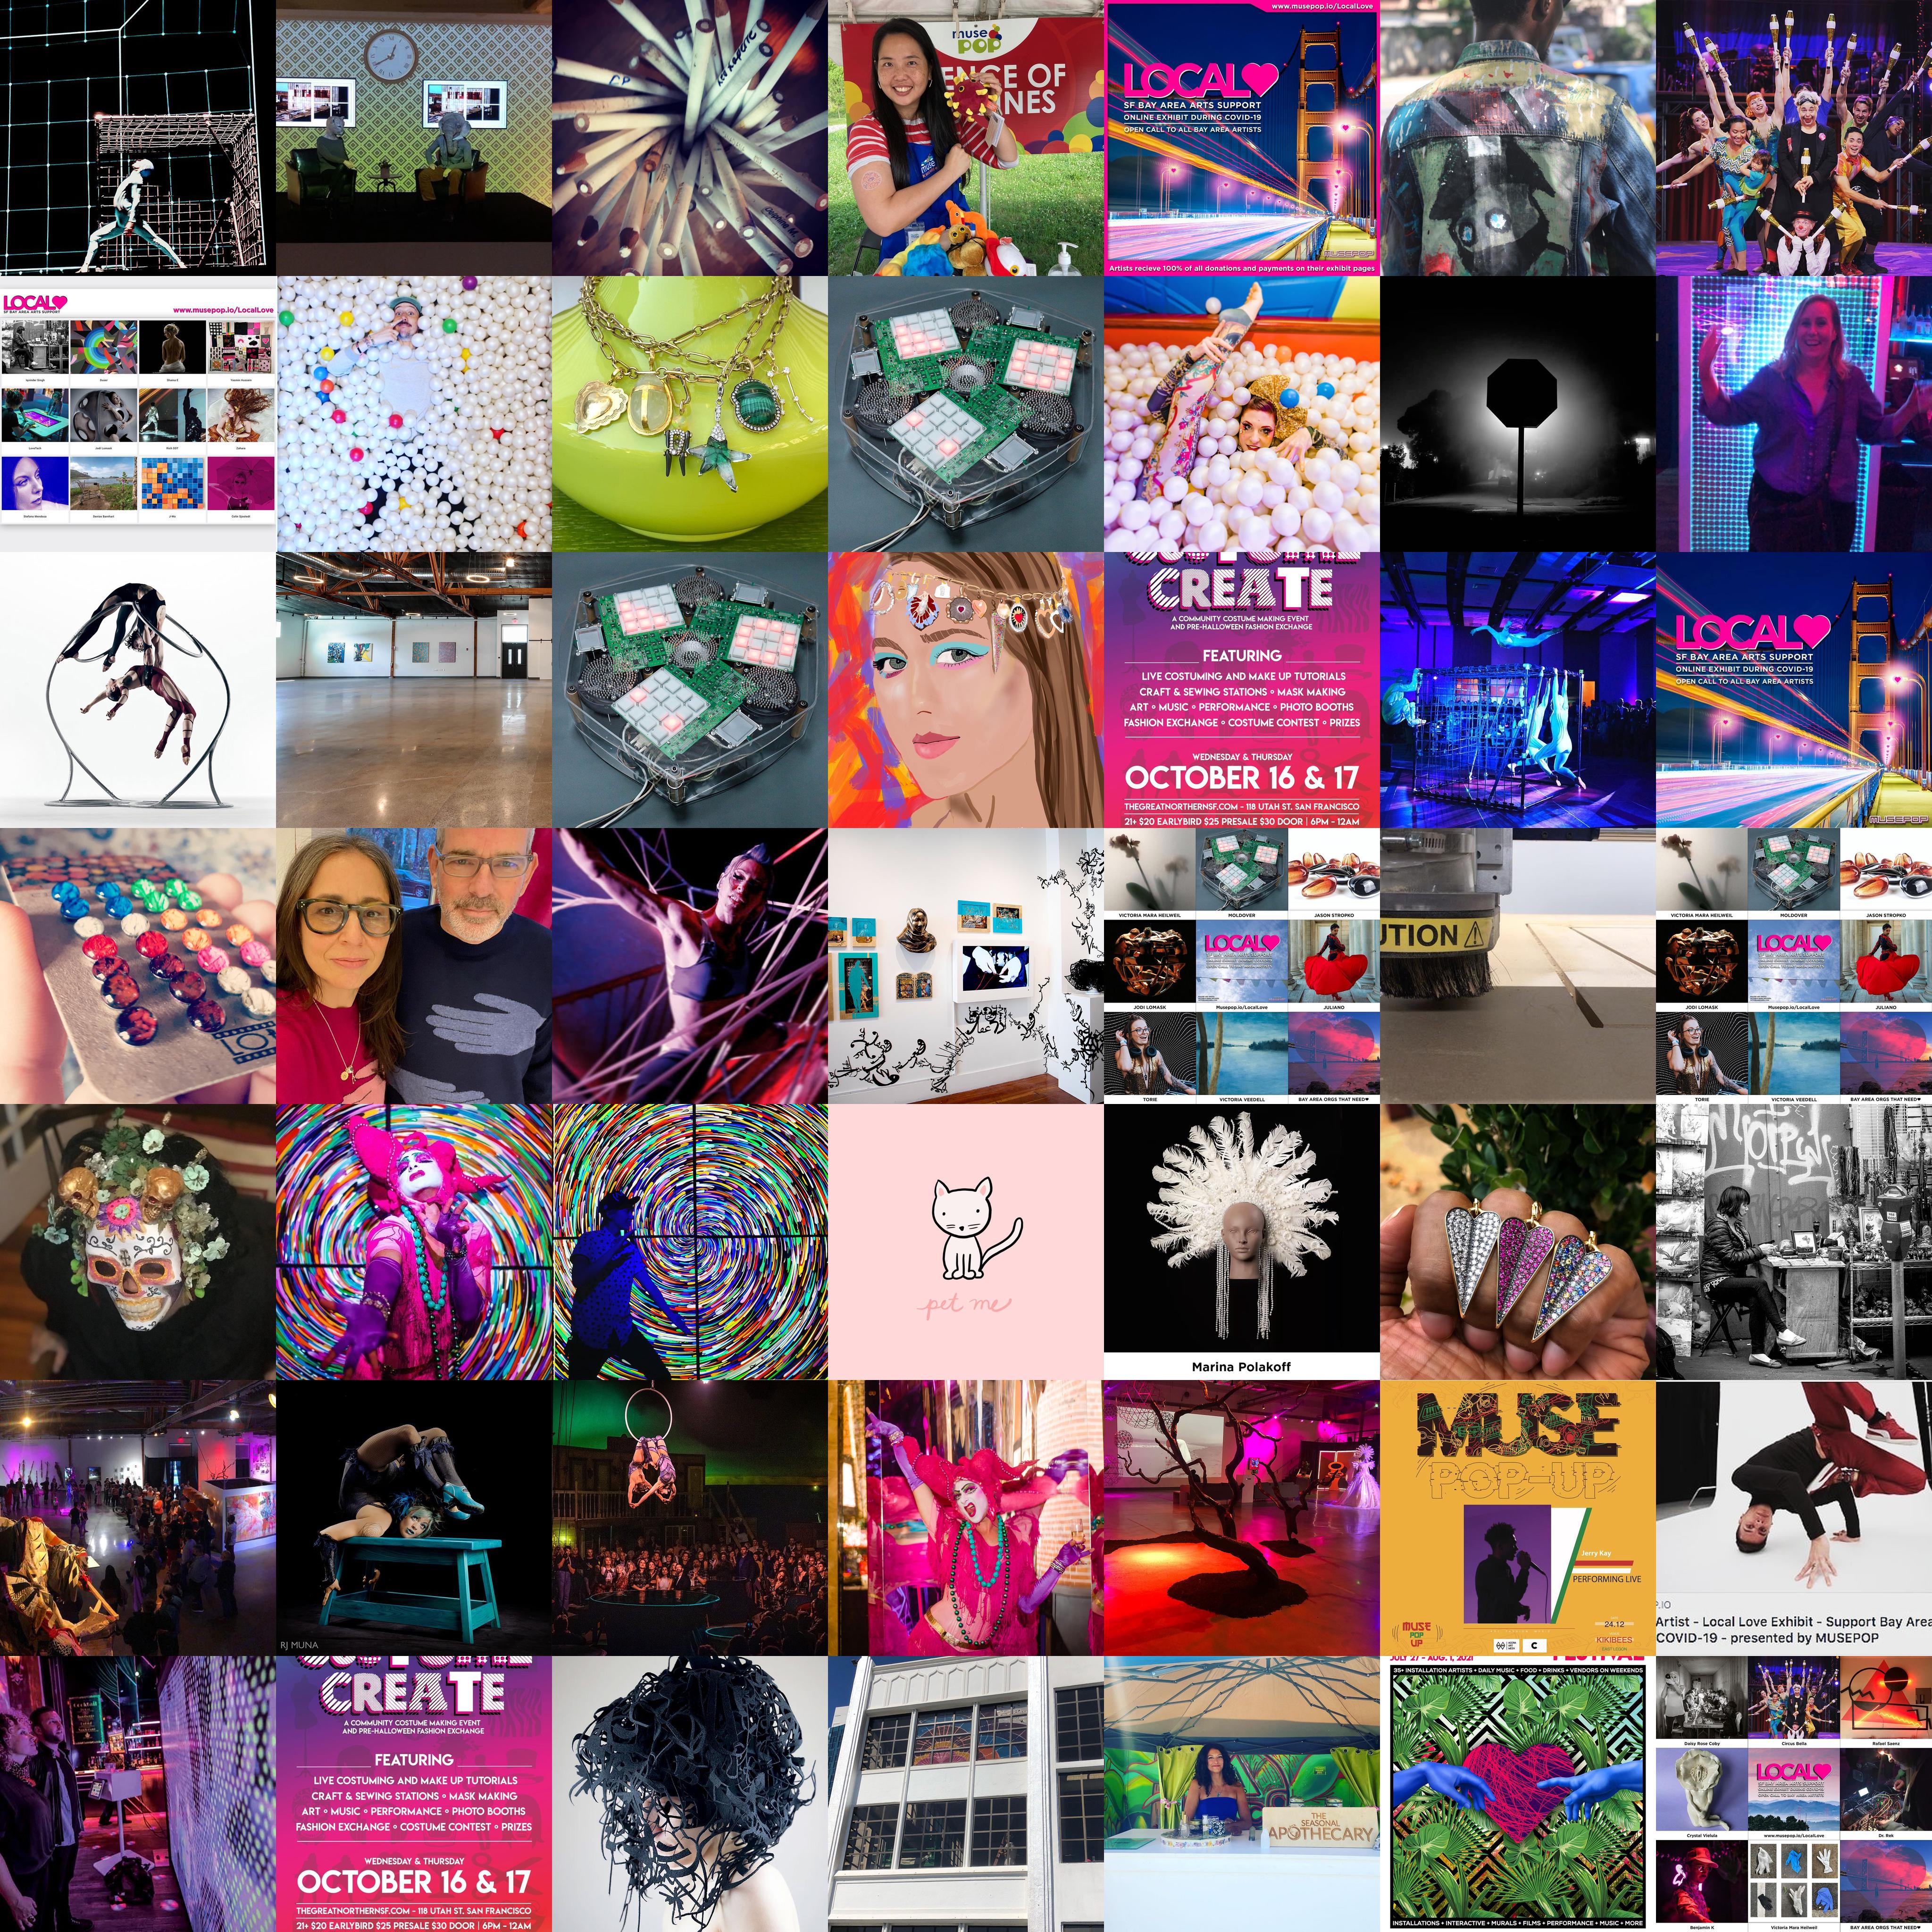 muse
POP
ENCE OF
NES
www.musepop.io/LocalLove
LOCAL
SF BAY AREA ARTS SUPPORT
ONLINE EXHIBIT DURING COVID-19
OPEN CALL TO ALL BAY AREA ARTISTS
MUSEPOP
Artists recieve 100% of all donations and payments on their exhibit pages
LOCAL
SF BAY AREA ARTS SUPPORT
www.musepop.io/LocalLove
CREATE
A COMMUNITY COSTUME MAKING EVENT
AND PRE-HALLOWEEN FASHION EXCHANGE
FEATURING
LIVE COSTUMING AND MAKE UP TUTORIALS
CRAFT & SEWING STATIONS • MASK MAKING
ART • MUSIC • PERFORMANCE • PHOTO BOOTHS
FASHION EXCHANGE • COSTUME CONTEST • PRIZES
WEDNESDAY & THURSDAY
OCTOBER 16 & 17
THEGREATNORTHERNSF.COM - 118 UTAH ST. SAN FRANCISCO
21+ $20 EARLYBIRD $25 PRESALE $30 DOOR | 6PM - 12AM
LOCAL
SF BAY AREA ARTS SUPPORT
ONLINE EXHIBIT DURING COVID-19
OPEN CALL TO ALL BAY AREA ARTISTS
MUSEPOP
VICTORIA MARA HEILWEIL
MOLDOVER
JASON STROPKO
LOCAL
JODI LOMASK
Musepop.io/LocalLove
JULIANO
TORIE
VICTORIA VEEDELL
BAY AREA ORGS THAT NEED
UTION
VICTORIA MARA HEILWEIL
MOLDOVER
JASON STROPKO
LOCAL
JODI LOMASK
Musepop.io/LocalLove
JULIANO
TORIE
VICTORIA VEEDELL
BAY AREA ORGS THAT NEED
pet me
Marina Polakoff
RJ MUNA
MUSE
POP-UP
Jerry Kay
PERFORMING LIVE
MUSE
POP
UP
C
24.12
KIKIBEES
P.IO
Artist - Local Love Exhibit - Support Bay Area
COVID-19 - presented by MUSEPOP
CREATE
A COMMUNITY COSTUME MAKING EVENT
AND PRE-HALLOWEEN FASHION EXCHANGE
FEATURING
LIVE COSTUMING AND MAKE UP TUTORIALS
CRAFT & SEWING STATIONS • MASK MAKING
ART • MUSIC • PERFORMANCE • PHOTO BOOTHS
FASHION EXCHANGE • COSTUME CONTEST • PRIZES
WEDNESDAY & THURSDAY
OCTOBER 16 & 17
THEGREATNORTHERNSF.COM - 118 UTAH ST. SAN FRANCISCO
21+ $20 EARLYBIRD $25 PRESALE $30 DOOR | 6PM - 12AM
THE
SEASONAL
APOTHECARY
JULY 27 - AUG. 1, 2021
FESTIVAL
35+ INSTALLATION ARTISTS • DAILY MUSIC • FOOD • DRINKS • VENDORS ON WEEKENDS
INSTALLATIONS • INTERACTIVE • MURALS • FILMS • PERFORMANCE • MUSIC • MORE
Daisy Rose Coby
Circus Bella
Rafael Saenz
LOCAL
Crystal Vielula
www.musepop.io/LocalLove
Dr. Rek
Benjamin K
Victoria Mara Heilweil
BAY AREA ORGS THAT NEED